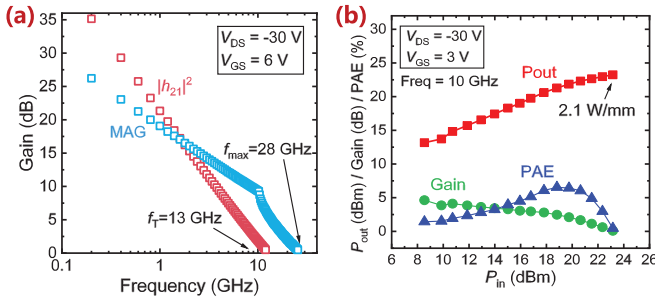 (a)
V_DS = -30 V
V_GS = 6 V
|h_21|^2
MAG
f_max=28 GHz
f_T=13 GHz
Gain (dB)
35
30
25
20
15
10
5
0
0.1
1
10
100
Frequency (GHz)
(b)
V_DS = -30 V
V_GS = 3 V
Freq = 10 GHz
Pout
2.1 W/mm
PAE
Gain
P_out (dBm) / Gain (dB) / PAE (%)
30
25
20
15
10
5
0
6 8 10 12 14 16 18 20 22 24 26
P_in (dBm)